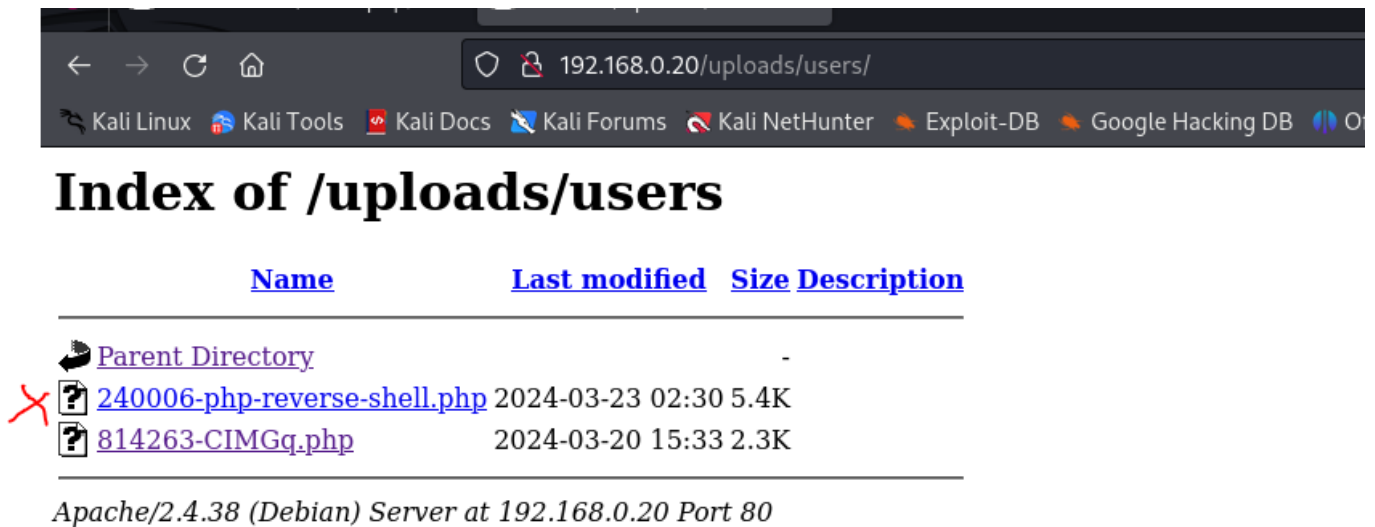 192.168.0.20/uploads/users/
Kali Linux Kali Tools Kali Docs Kali Forums Kali NetHunter Exploit-DB Google Hacking DB
Index of /uploads/users
Name Last modified Size Description
Parent Directory -
240006-php-reverse-shell.php 2024-03-23 02:30 5.4K
814263-CIMGq.php 2024-03-20 15:33 2.3K
Apache/2.4.38 (Debian) Server at 192.168.0.20 Port 80